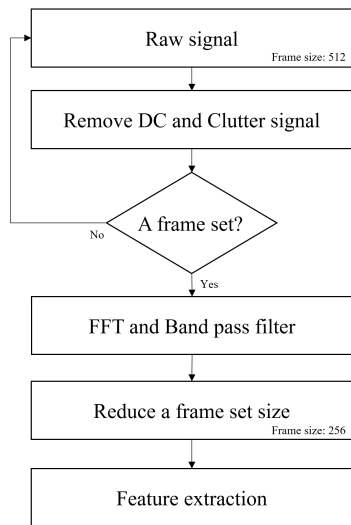 Raw signal
Frame size: 512
Remove DC and Clutter signal
A frame set?
No
Yes
FFT and Band pass filter
Reduce a frame set size
Frame size: 256
Feature extraction